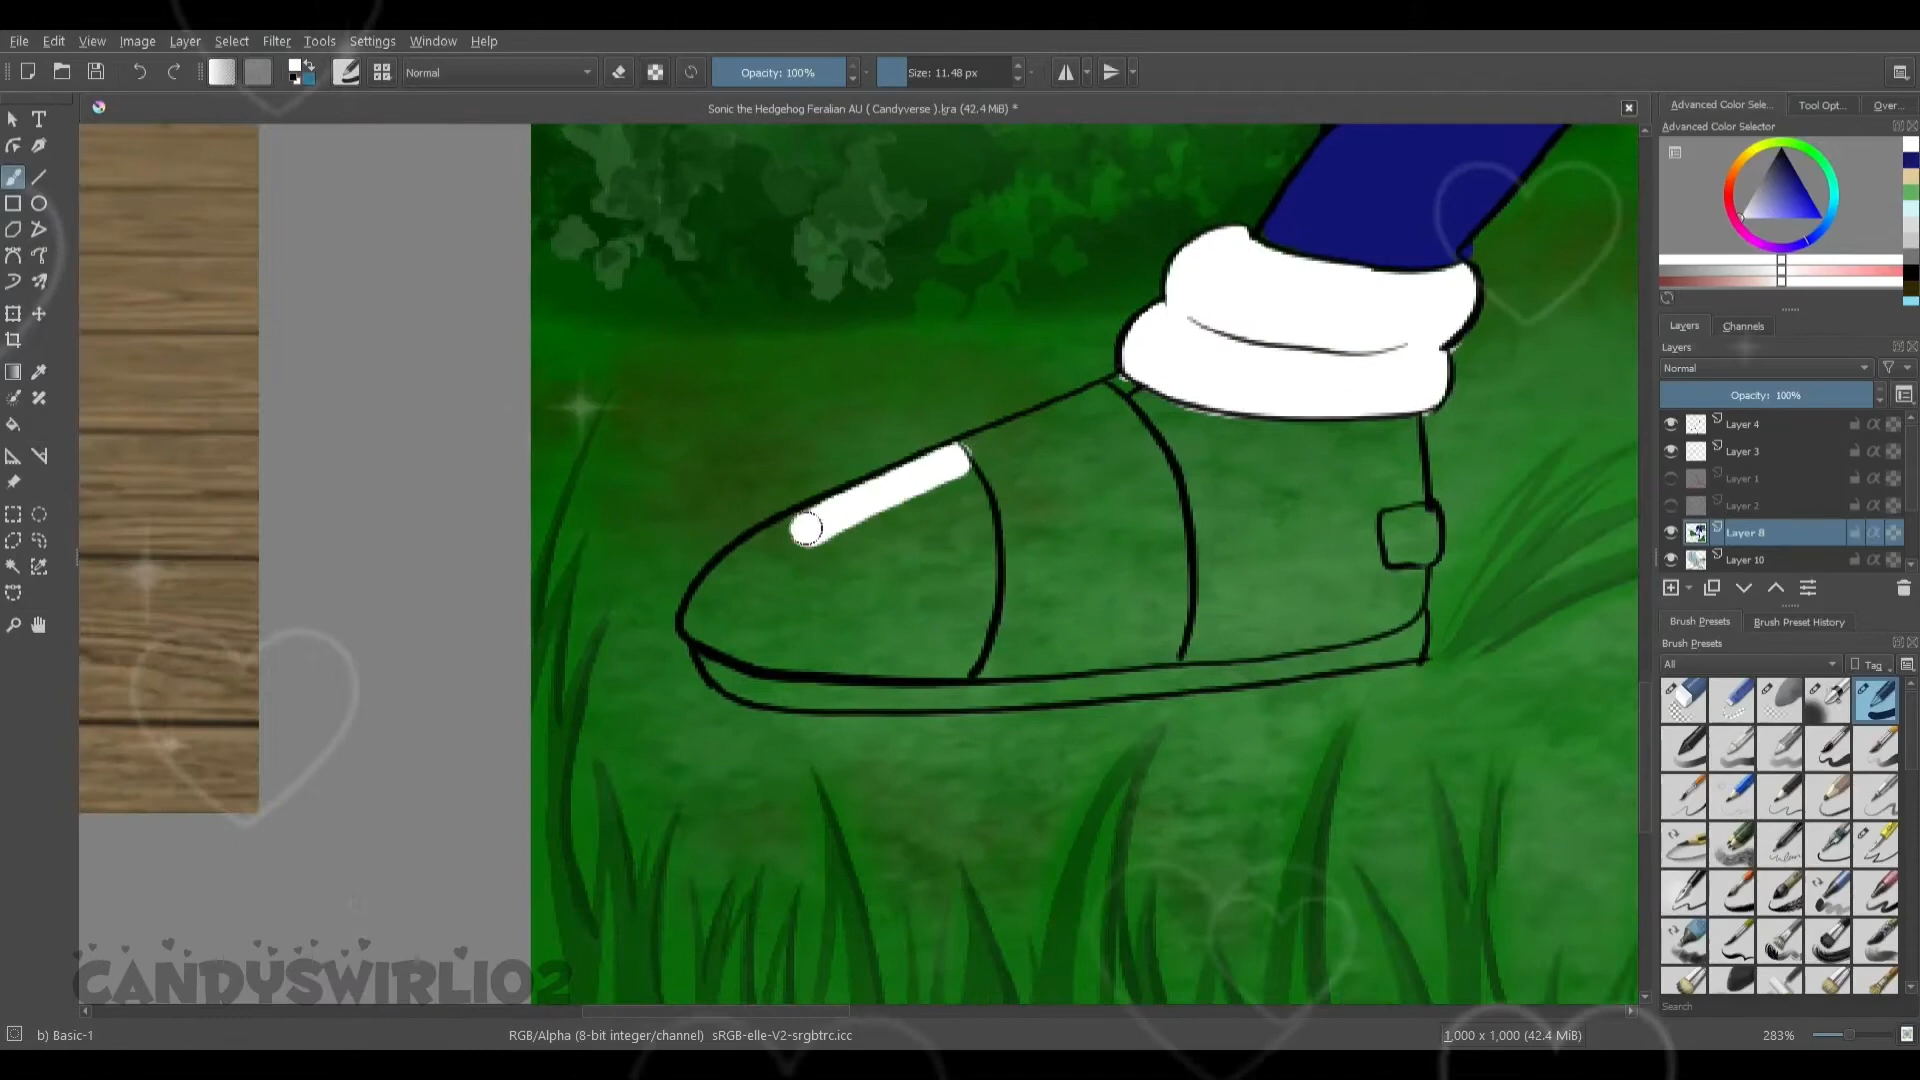 File Edit View Image Layer Select Filter Tools Settings Window Help
Normal Opacity: 100% Size: 11.48 px
Sonic the Hedgehog Feralian AU ( Candyverse ).kra (42.4 MiB) *
Advanced Color Sele... Tool Opt... Over...
Advanced Color Selector
Layers Channels
Layers
Normal
Opacity: 100%
Layer 4
Layer 3
Layer 1
Layer 2
Layer 8
Layer 10
Brush Presets Brush Preset History
Brush Presets
All Tag
Search
CANDYSWIRL102
b) Basic-1 RGB/Alpha (8-bit integer/channel) sRGB-elle-V2-srgbtrc.icc 1,000 x 1,000 (42.4 MiB) 283%